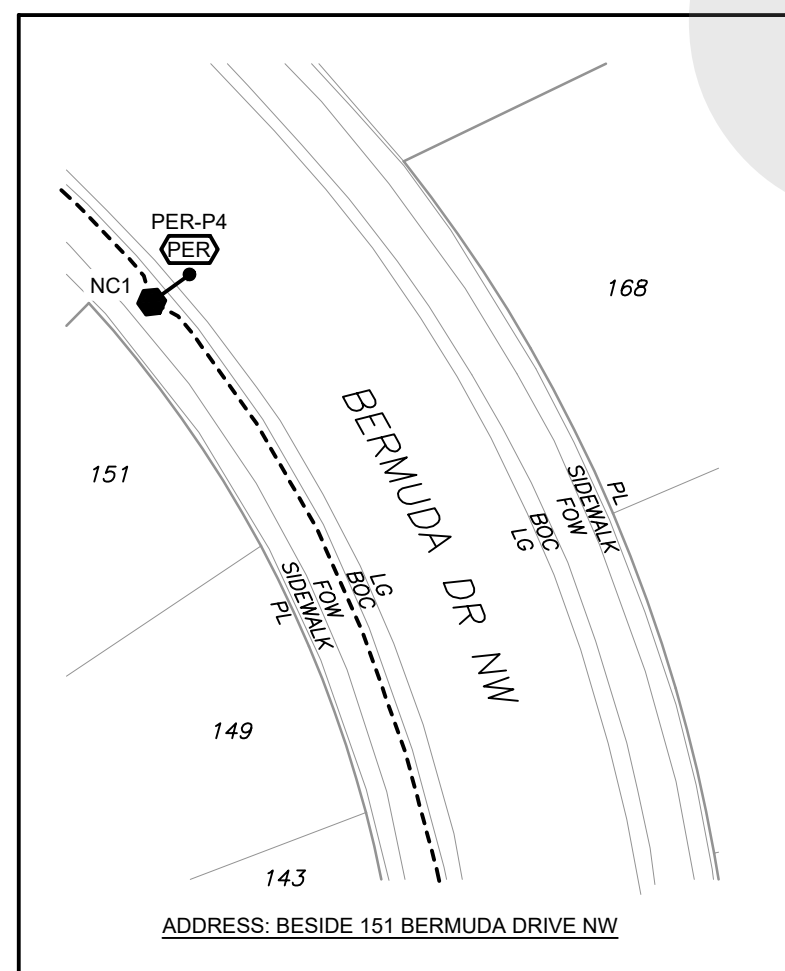 PER-P4
PER
NC1
168
151
BERMUDA DR NW
PL
SIDEWALK
FOW
BOC
LG
LG
BOC
FOW
SIDEWALK
PL
149
143
ADDRESS: BESIDE 151 BERMUDA DRIVE NW